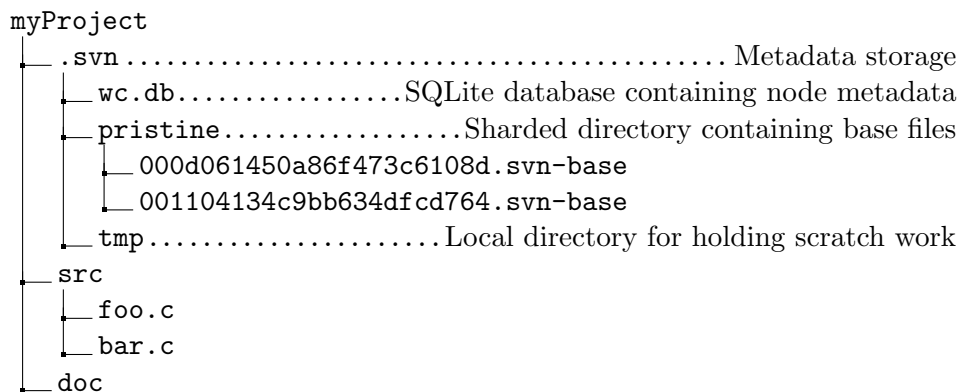 myProject
.svn............................................. Metadata storage
wc.db.................SQLite database containing node metadata
pristine..................Sharded directory containing base files
000d061450a86f473c6108d.svn-base
001104134c9bb634dfcd764.svn-base
tmp......................Local directory for holding scratch work
src
foo.c
bar.c
doc